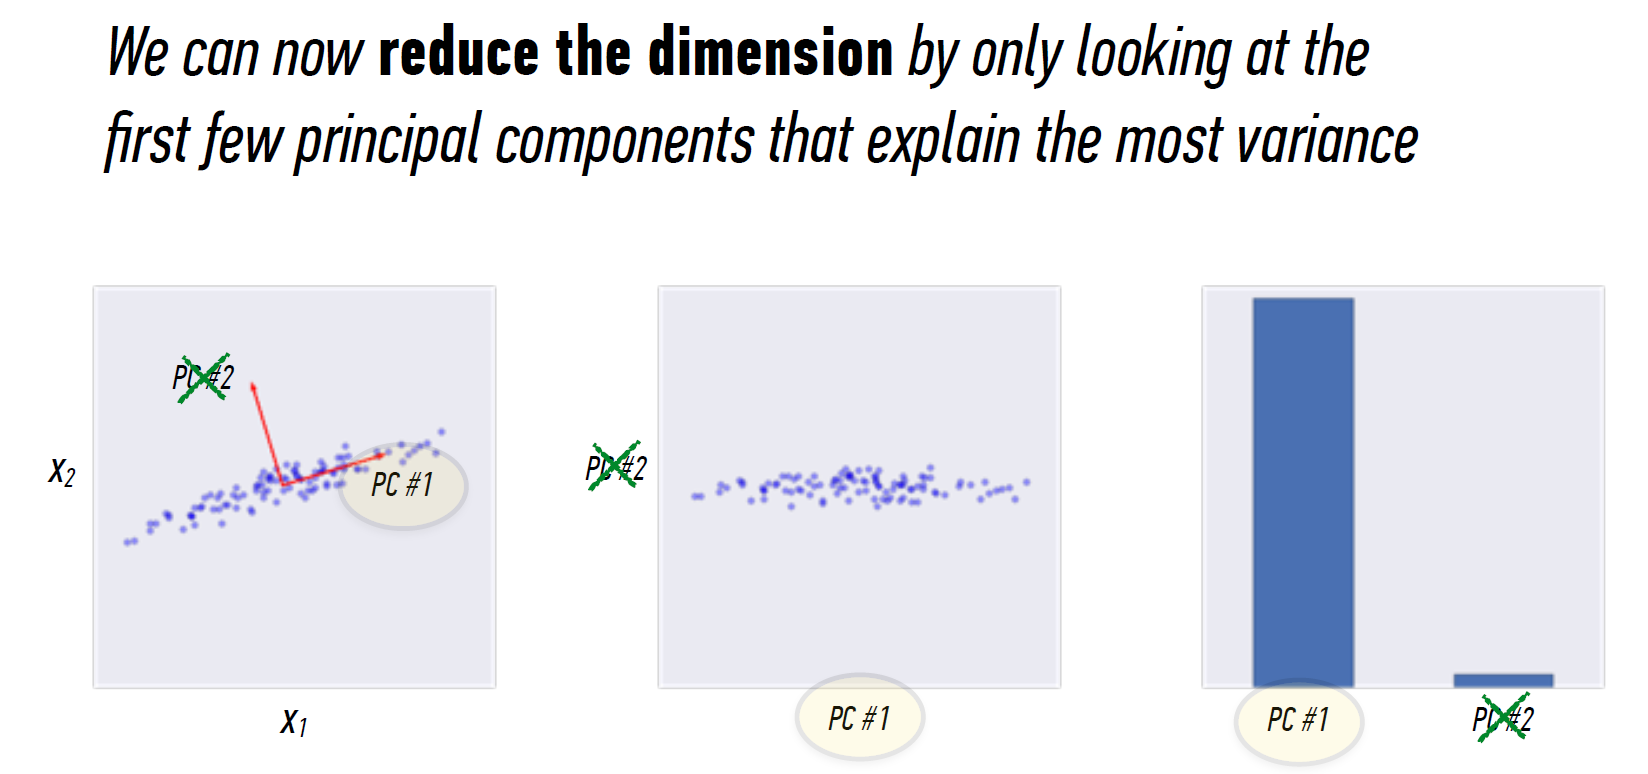 We can now reduce the dimension by only looking at the
first few principal components that explain the most variance
PC #2
PC #1
X2
X1
PC #2
PC #1
PC #1
PC #2